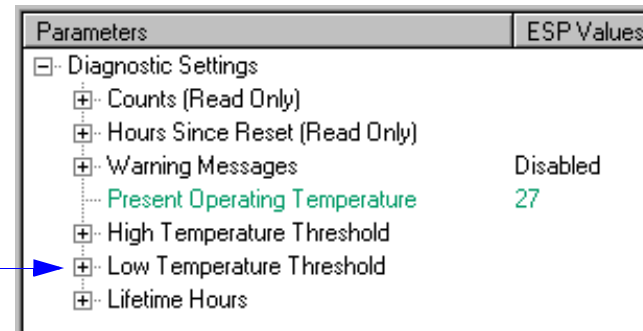 Parameters ESP Values
Diagnostic Settings
Counts (Read Only)
Hours Since Reset (Read Only)
Warning Messages Disabled
Present Operating Temperature 27
High Temperature Threshold
Low Temperature Threshold
Lifetime Hours